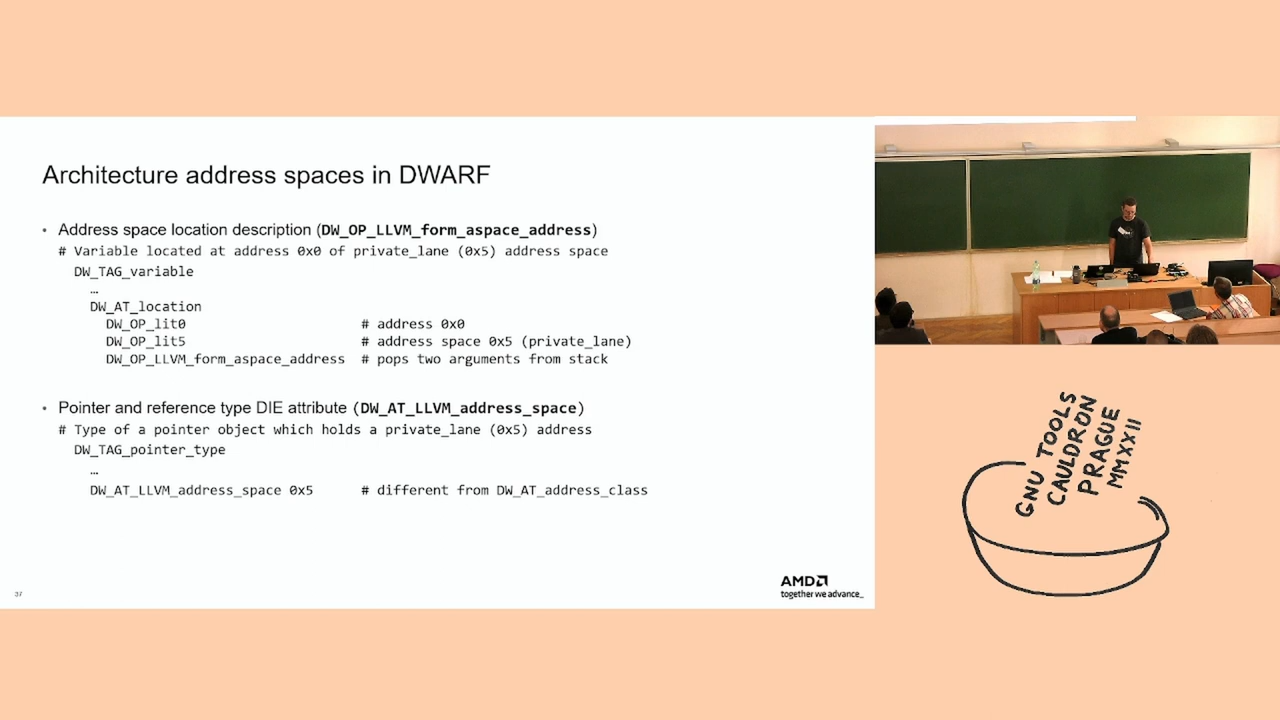 Architecture address spaces in DWARF
• Address space location description (DW_OP_LLVM_form_aspace_address)
# Variable located at address 0x0 of private_lane (0x5) address space
DW_TAG_variable
…
DW_AT_location
DW_OP_lit0 # address 0x0
DW_OP_lit5 # address space 0x5 (private_lane)
DW_OP_LLVM_form_aspace_address # pops two arguments from stack
• Pointer and reference type DIE attribute (DW_AT_LLVM_address_space)
# Type of a pointer object which holds a private_lane (0x5) address
DW_TAG_pointer_type
…
DW_AT_LLVM_address_space 0x5 # different from DW_AT_address_class
37
AMD
together we advance_
GNU TOOLS
CAULDRON
PRAGUE
MMXXII